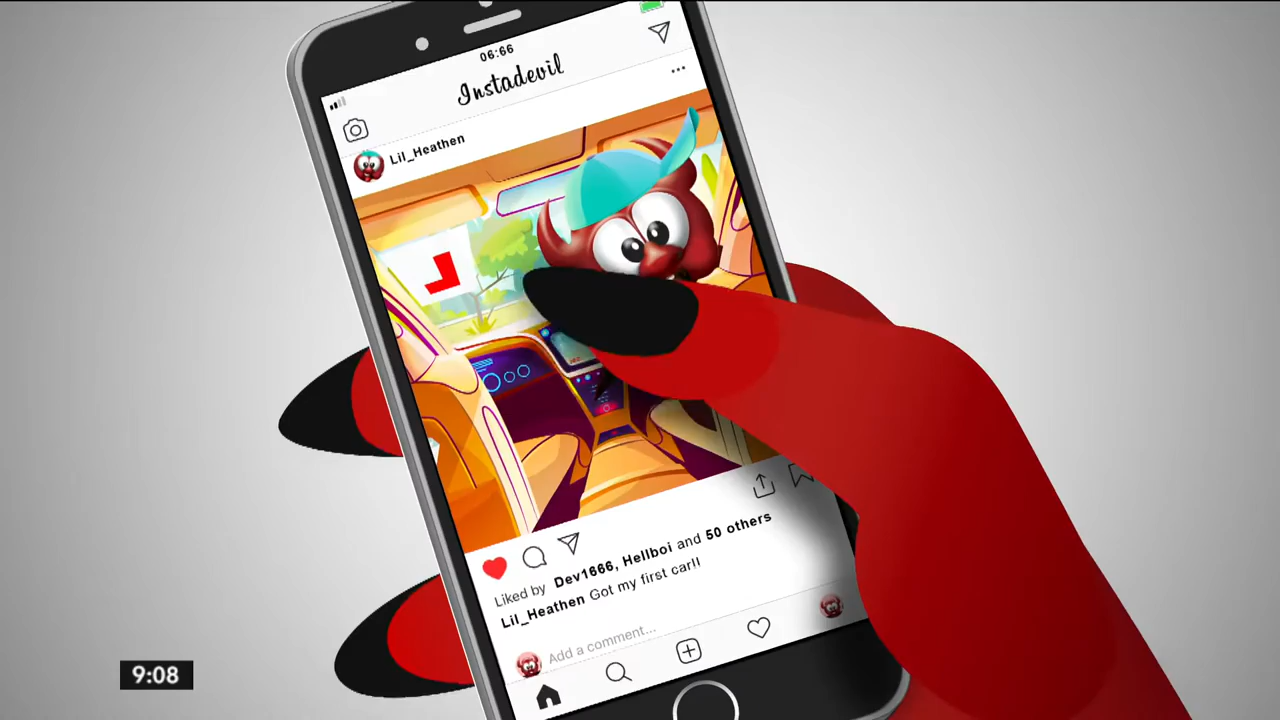 06:66
Instadevil
Lil_Heathen
L
Liked by Dev1666, Hellboi and 50 others
Lil_Heathen Got my first car!!
Add a comment...
9:08